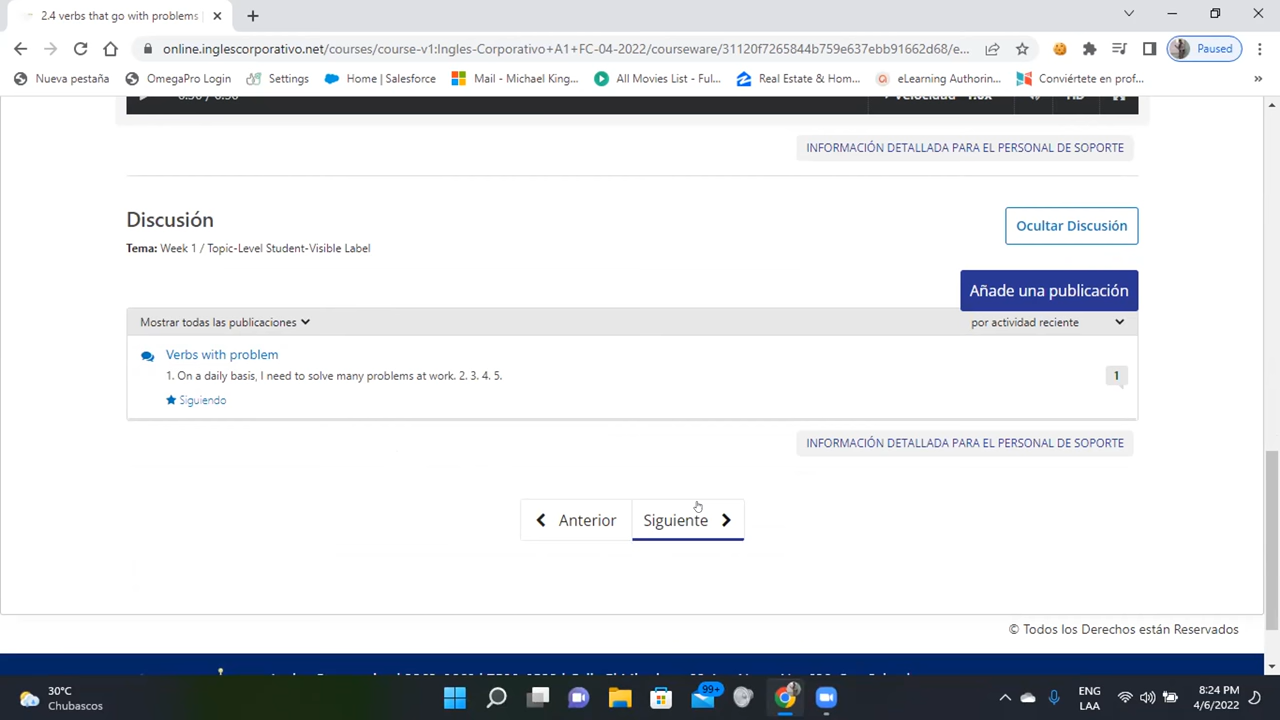 2.4 verbs that go with problems
online.inglescorporativo.net/courses/course-v1:Ingles-Corporativo+A1+FC-04-2022/courseware/31120f7265844b759e637ebb91662d68/e...
Paused
Nueva pestaña
OmegaPro Login
Settings
Home | Salesforce
Mail - Michael King...
All Movies List - Ful...
Real Estate & Hom...
eLearning Authorin...
Conviértete en prof...
»
INFORMACIÓN DETALLADA PARA EL PERSONAL DE SOPORTE
Discusión
Ocultar Discusión
Tema: Week 1 / Topic-Level Student-Visible Label
Añade una publicación
Mostrar todas las publicaciones
por actividad reciente
Verbs with problem
1. On a daily basis, I need to solve many problems at work. 2. 3. 4. 5.
1
Siguiendo
INFORMACIÓN DETALLADA PARA EL PERSONAL DE SOPORTE
Anterior
Siguiente
© Todos los Derechos están Reservados
30°C
Chubascos
99+
ENG
LAA
8:24 PM
4/6/2022